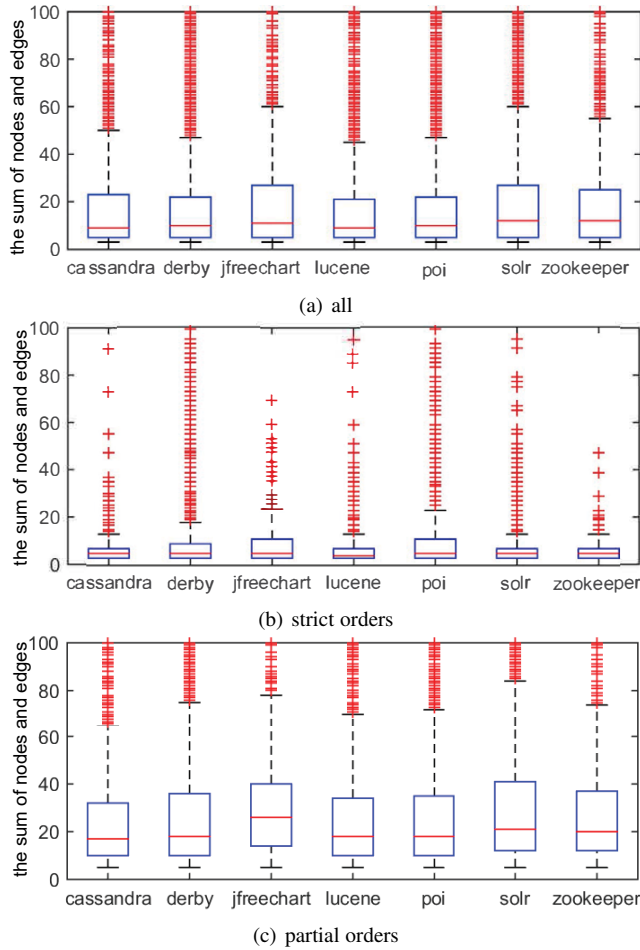 the sum of nodes and edges
100
80
60
40
20
0
cassandra derby jfreechart lucene poi solr zookeeper
(a) all
the sum of nodes and edges
100
80
60
40
20
0
cassandra derby jfreechart lucene poi solr zookeeper
(b) strict orders
the sum of nodes and edges
100
80
60
40
20
0
cassandra derby jfreechart lucene poi solr zookeeper
(c) partial orders